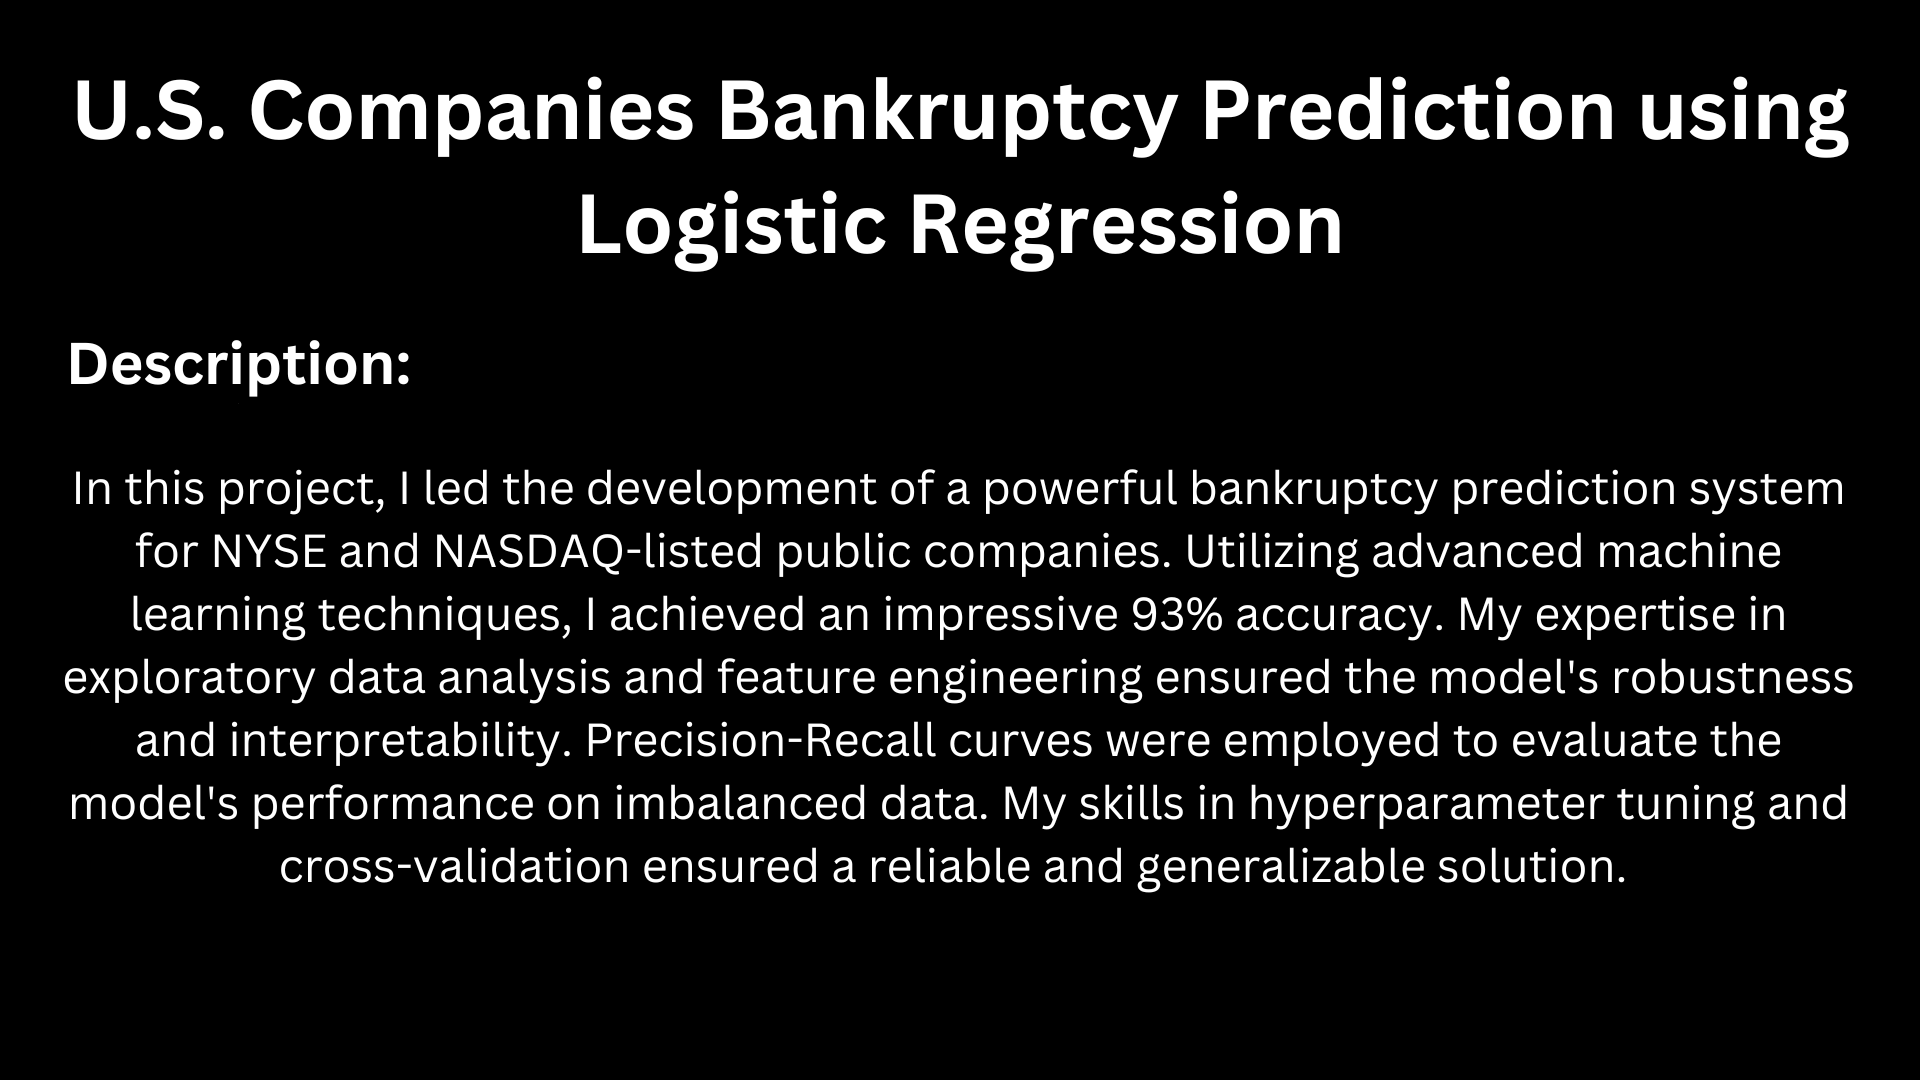 U.S. Companies Bankruptcy Prediction using
Logistic Regression
Description:
In this project, I led the development of a powerful bankruptcy prediction system
for NYSE and NASDAQ-listed public companies. Utilizing advanced machine
learning techniques, I achieved an impressive 93% accuracy. My expertise in
exploratory data analysis and feature engineering ensured the model's robustness
and interpretability. Precision-Recall curves were employed to evaluate the
model's performance on imbalanced data. My skills in hyperparameter tuning and
cross-validation ensured a reliable and generalizable solution.